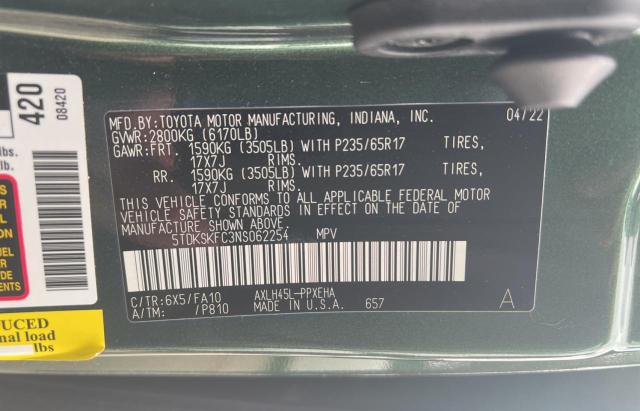 420
08420
lbs.
lb.
UCED
nal load
lbs
MFD.BY:TOYOTA MOTOR MANUFACTURING, INDIANA, INC. 04/22
GVWR:2800KG (6170LB)
GAWR:FRT. 1590KG (3505LB) WITH P235/65R17 TIRES,
17X7J RIMS.
RR. 1590KG (3505LB) WITH P235/65R17 TIRES,
17X7J RIMS.
THIS VEHICLE CONFORMS TO ALL APPLICABLE FEDERAL MOTOR
VEHICLE SAFETY STANDARDS IN EFFECT ON THE DATE OF
MANUFACTURE SHOWN ABOVE.
5TDKSKFC3NS062254 MPV
C/TR:6X5/FA10 AXLH45L-PPXEHA
A/TM: /P810 MADE IN U.S.A. 657 A